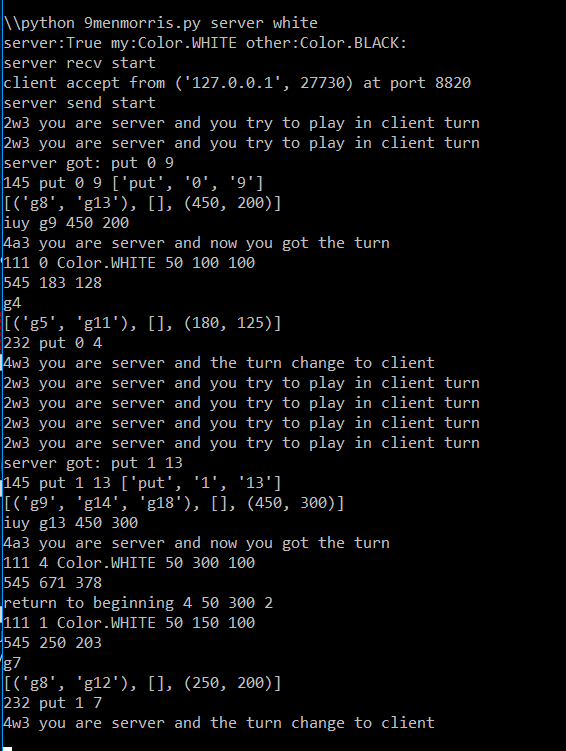 \\python 9menmorris.py server white
server:True my:Color.WHITE other:Color.BLACK:
server recv start
client accept from ('127.0.0.1', 27730) at port 8820
server send start
2w3 you are server and you try to play in client turn
2w3 you are server and you try to play in client turn
server got: put 0 9
145 put 0 9 ['put', '0', '9']
[('g8', 'g13'), [], (450, 200)]
iuy g9 450 200
4a3 you are server and now you got the turn
111 0 Color.WHITE 50 100 100
545 183 128
g4
[('g5', 'g11'), [], (180, 125)]
232 put 0 4
4w3 you are server and the turn change to client
2w3 you are server and you try to play in client turn
2w3 you are server and you try to play in client turn
2w3 you are server and you try to play in client turn
2w3 you are server and you try to play in client turn
server got: put 1 13
145 put 1 13 ['put', '1', '13']
[('g9', 'g14', 'g18'), [], (450, 300)]
iuy g13 450 300
4a3 you are server and now you got the turn
111 4 Color.WHITE 50 300 100
545 671 378
return to beginning 4 50 300 2
111 1 Color.WHITE 50 150 100
545 250 203
g7
[('g8', 'g12'), [], (250, 200)]
232 put 1 7
4w3 you are server and the turn change to client